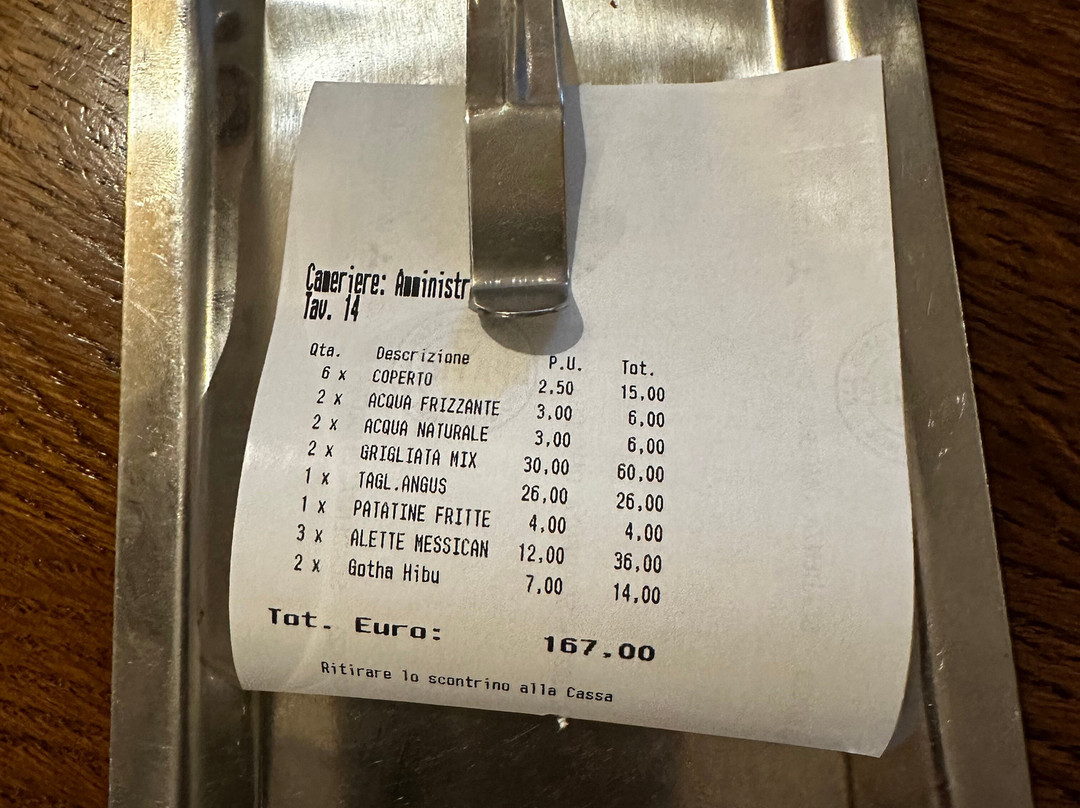 Cameriere: Amministr
Tav. 14
Qta. Descrizione P.U. Tot.
6 x COPERTO 2,50 15,00
2 x ACQUA FRIZZANTE 3,00 6,00
2 x ACQUA NATURALE 3,00 6,00
2 x GRIGLIATA MIX 30,00 60,00
1 x TAGL.ANGUS 26,00 26,00
1 x PATATINE FRITTE 4,00 4,00
3 x ALETTE MESSICAN 12,00 36,00
2 x Gotha Hibu 7,00 14,00
Tot. Euro: 167,00
Ritirare lo scontrino alla Cassa